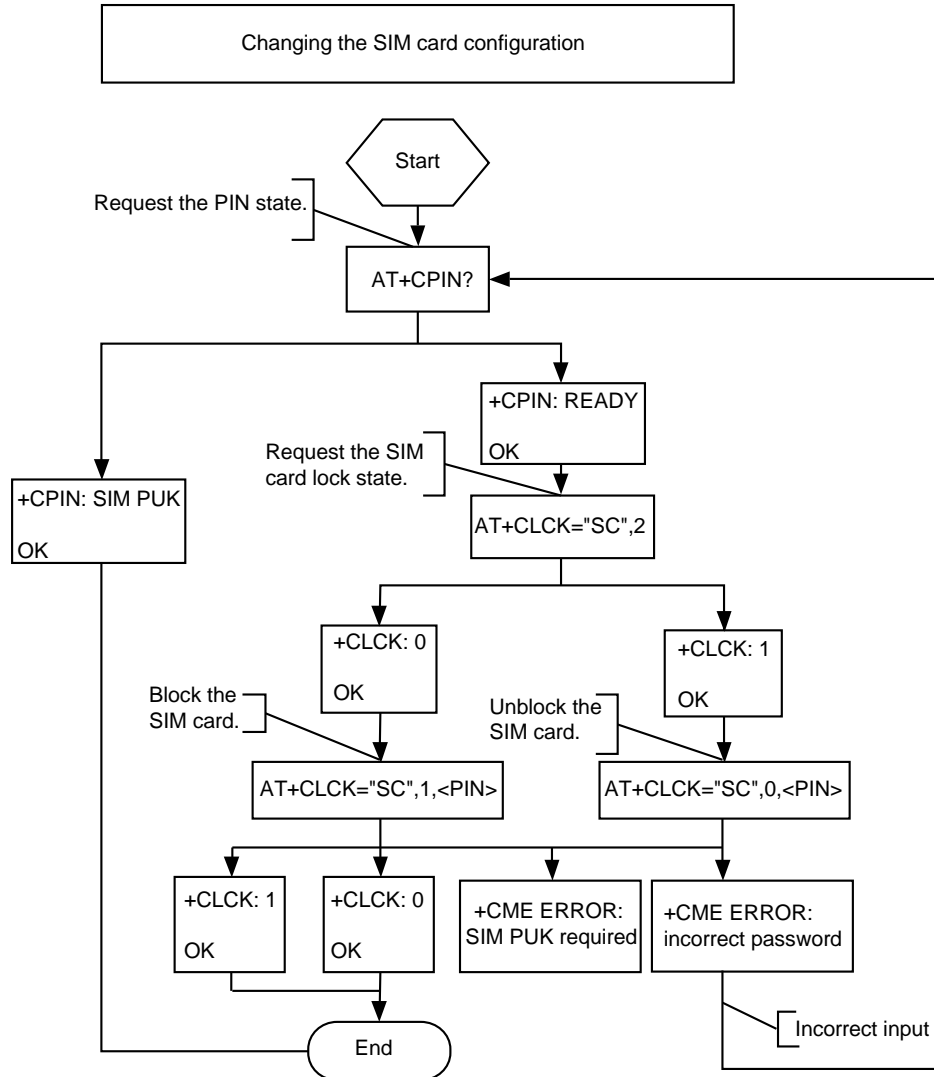 Changing the SIM card configuration
Start
Request the PIN state.
AT+CPIN?
+CPIN: READY
OK
Request the SIM
card lock state.
+CPIN: SIM PUK
OK
AT+CLCK="SC",2
+CLCK: 0
OK
+CLCK: 1
OK
Block the
SIM card.
Unblock the
SIM card.
AT+CLCK="SC",1,<PIN>
AT+CLCK="SC",0,<PIN>
+CLCK: 1
OK
+CLCK: 0
OK
+CME ERROR:
SIM PUK required
+CME ERROR:
incorrect password
Incorrect input
End